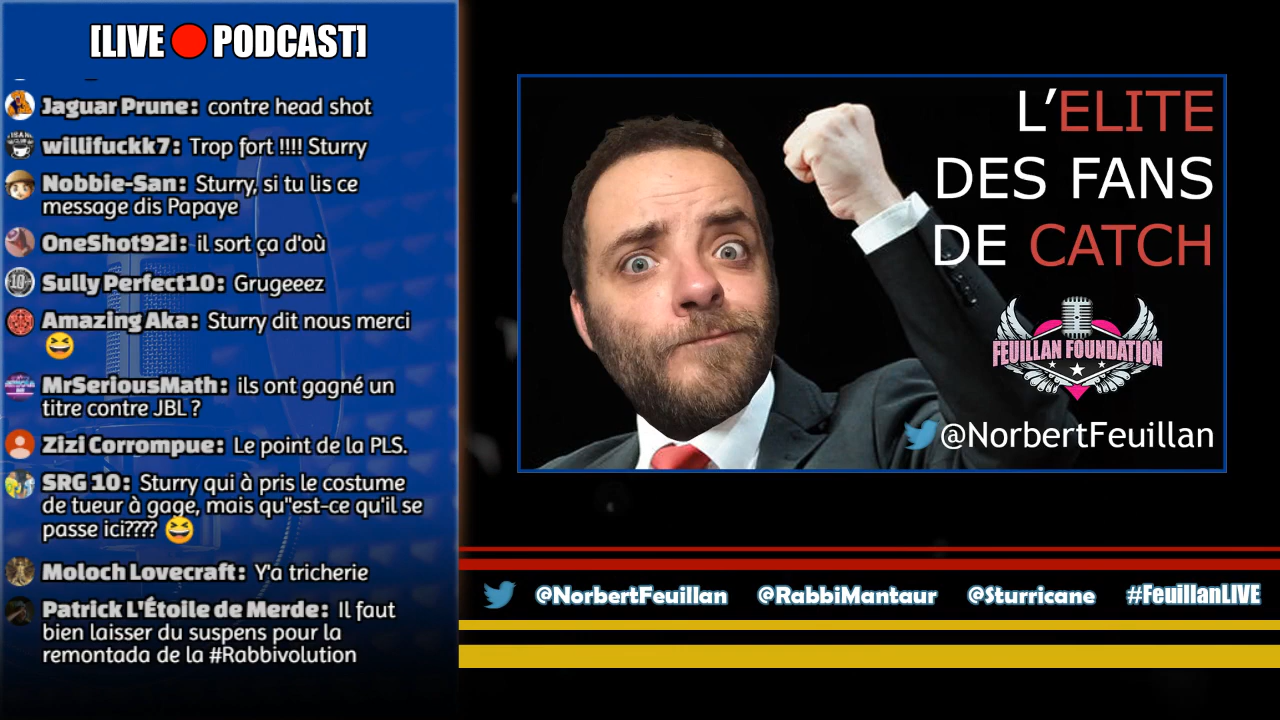 [LIVE PODCAST]
Jaguar Prune: contre head shot
willifuckk7: Trop fort !!!! Sturry
Nobbie-San: Sturry, si tu lis ce
message dis Papaye
OneShot92i: il sort ça d'où
Sully Perfect10: Grugeeez
Amazing Aka: Sturry dit nous merci
😆
MrSeriousMath: ils ont gagné un
titre contre JBL ?
Zizi Corrompue: Le point de la PLS.
SRG 10: Sturry qui à pris le costume
de tueur à gage, mais qu"est-ce qu'il se
passe ici???? 😆
Moloch Lovecraft: Y'a tricherie
Patrick L'Étoile de Merde: Il faut
bien laisser du suspens pour la
remontada de la #Rabbivolution
L'ELITE
DES FANS
DE CATCH
FEUILLAN FOUNDATION
@NorbertFeuillan
@NorbertFeuillan @RabbiMantaur @Sturricane #FeuillanLIVE